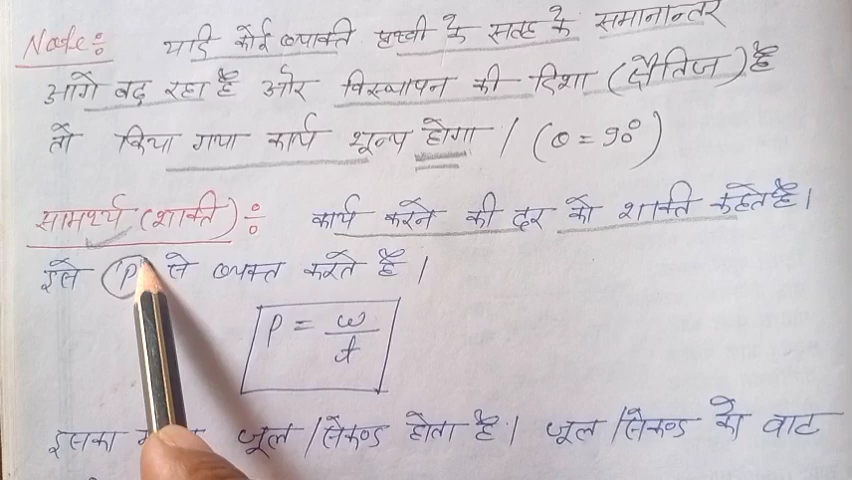 Note:- यदि कोई व्यक्ति पृथ्वी के सतह के समानान्तर
आगे बढ़ रहा है और विस्थापन की दिशा (क्षैतिज) है
तो किया गया कार्य शून्य होगा । (θ = 90°)
सामर्थ्य (शक्ति) :- कार्य करने की दर को शक्ति कहते है।
इसे 'P' से व्यक्त करते है ।
P = w/t
इसका जूल/सेकण्ड होता है। जूल/सेकण्ड को वाट